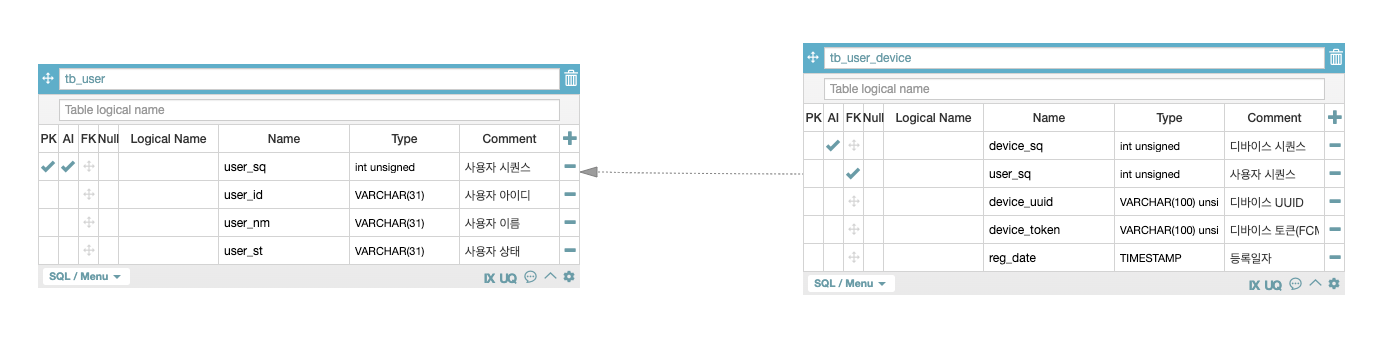 tb_user
Table logical name
PK AI FK Null Logical Name Name Type Comment
user_sq int unsigned 사용자 시퀀스
user_id VARCHAR(31) 사용자 아이디
user_nm VARCHAR(31) 사용자 이름
user_st VARCHAR(31) 사용자 상태
SQL / Menu IX UQ
tb_user_device
Table logical name
PK AI FK Null Logical Name Name Type Comment
device_sq int unsigned 디바이스 시퀀스
user_sq int unsigned 사용자 시퀀스
device_uuid VARCHAR(100) unsi 디바이스 UUID
device_token VARCHAR(100) unsi 디바이스 토큰(FCM
reg_date TIMESTAMP 등록일자
SQL / Menu IX UQ